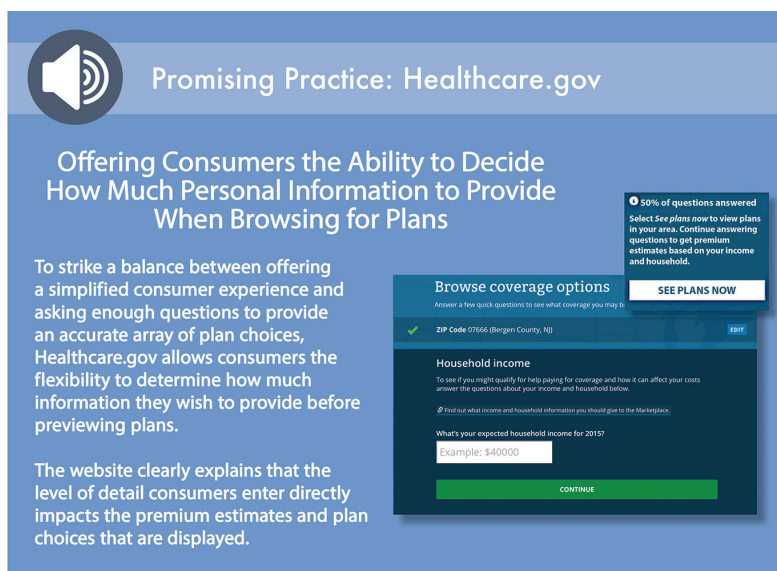 Promising Practice: Healthcare.gov
Offering Consumers the Ability to Decide
How Much Personal Information to Provide
When Browsing for Plans
To strike a balance between offering
a simplified consumer experience and
asking enough questions to provide
an accurate array of plan choices,
Healthcare.gov allows consumers the
flexibility to determine how much
information they wish to provide before
previewing plans.
The website clearly explains that the
level of detail consumers enter directly
impacts the premium estimates and plan
choices that are displayed.
50% of questions answered
Select See plans now to view plans
in your area. Continue answering
questions to get premium
estimates based on your income
and household.
SEE PLANS NOW
Browse coverage options
Answer a few quick questions to see what coverage you may
ZIP Code 07666 (Bergen County, NJ)
EDIT
Household income
To see if you might qualify for help paying for coverage and how it can affect your costs
answer the questions about your income and household below.
Find out what income and household information you should give to the Marketplace.
What's your expected household income for 2015?
Example: $40000
CONTINUE